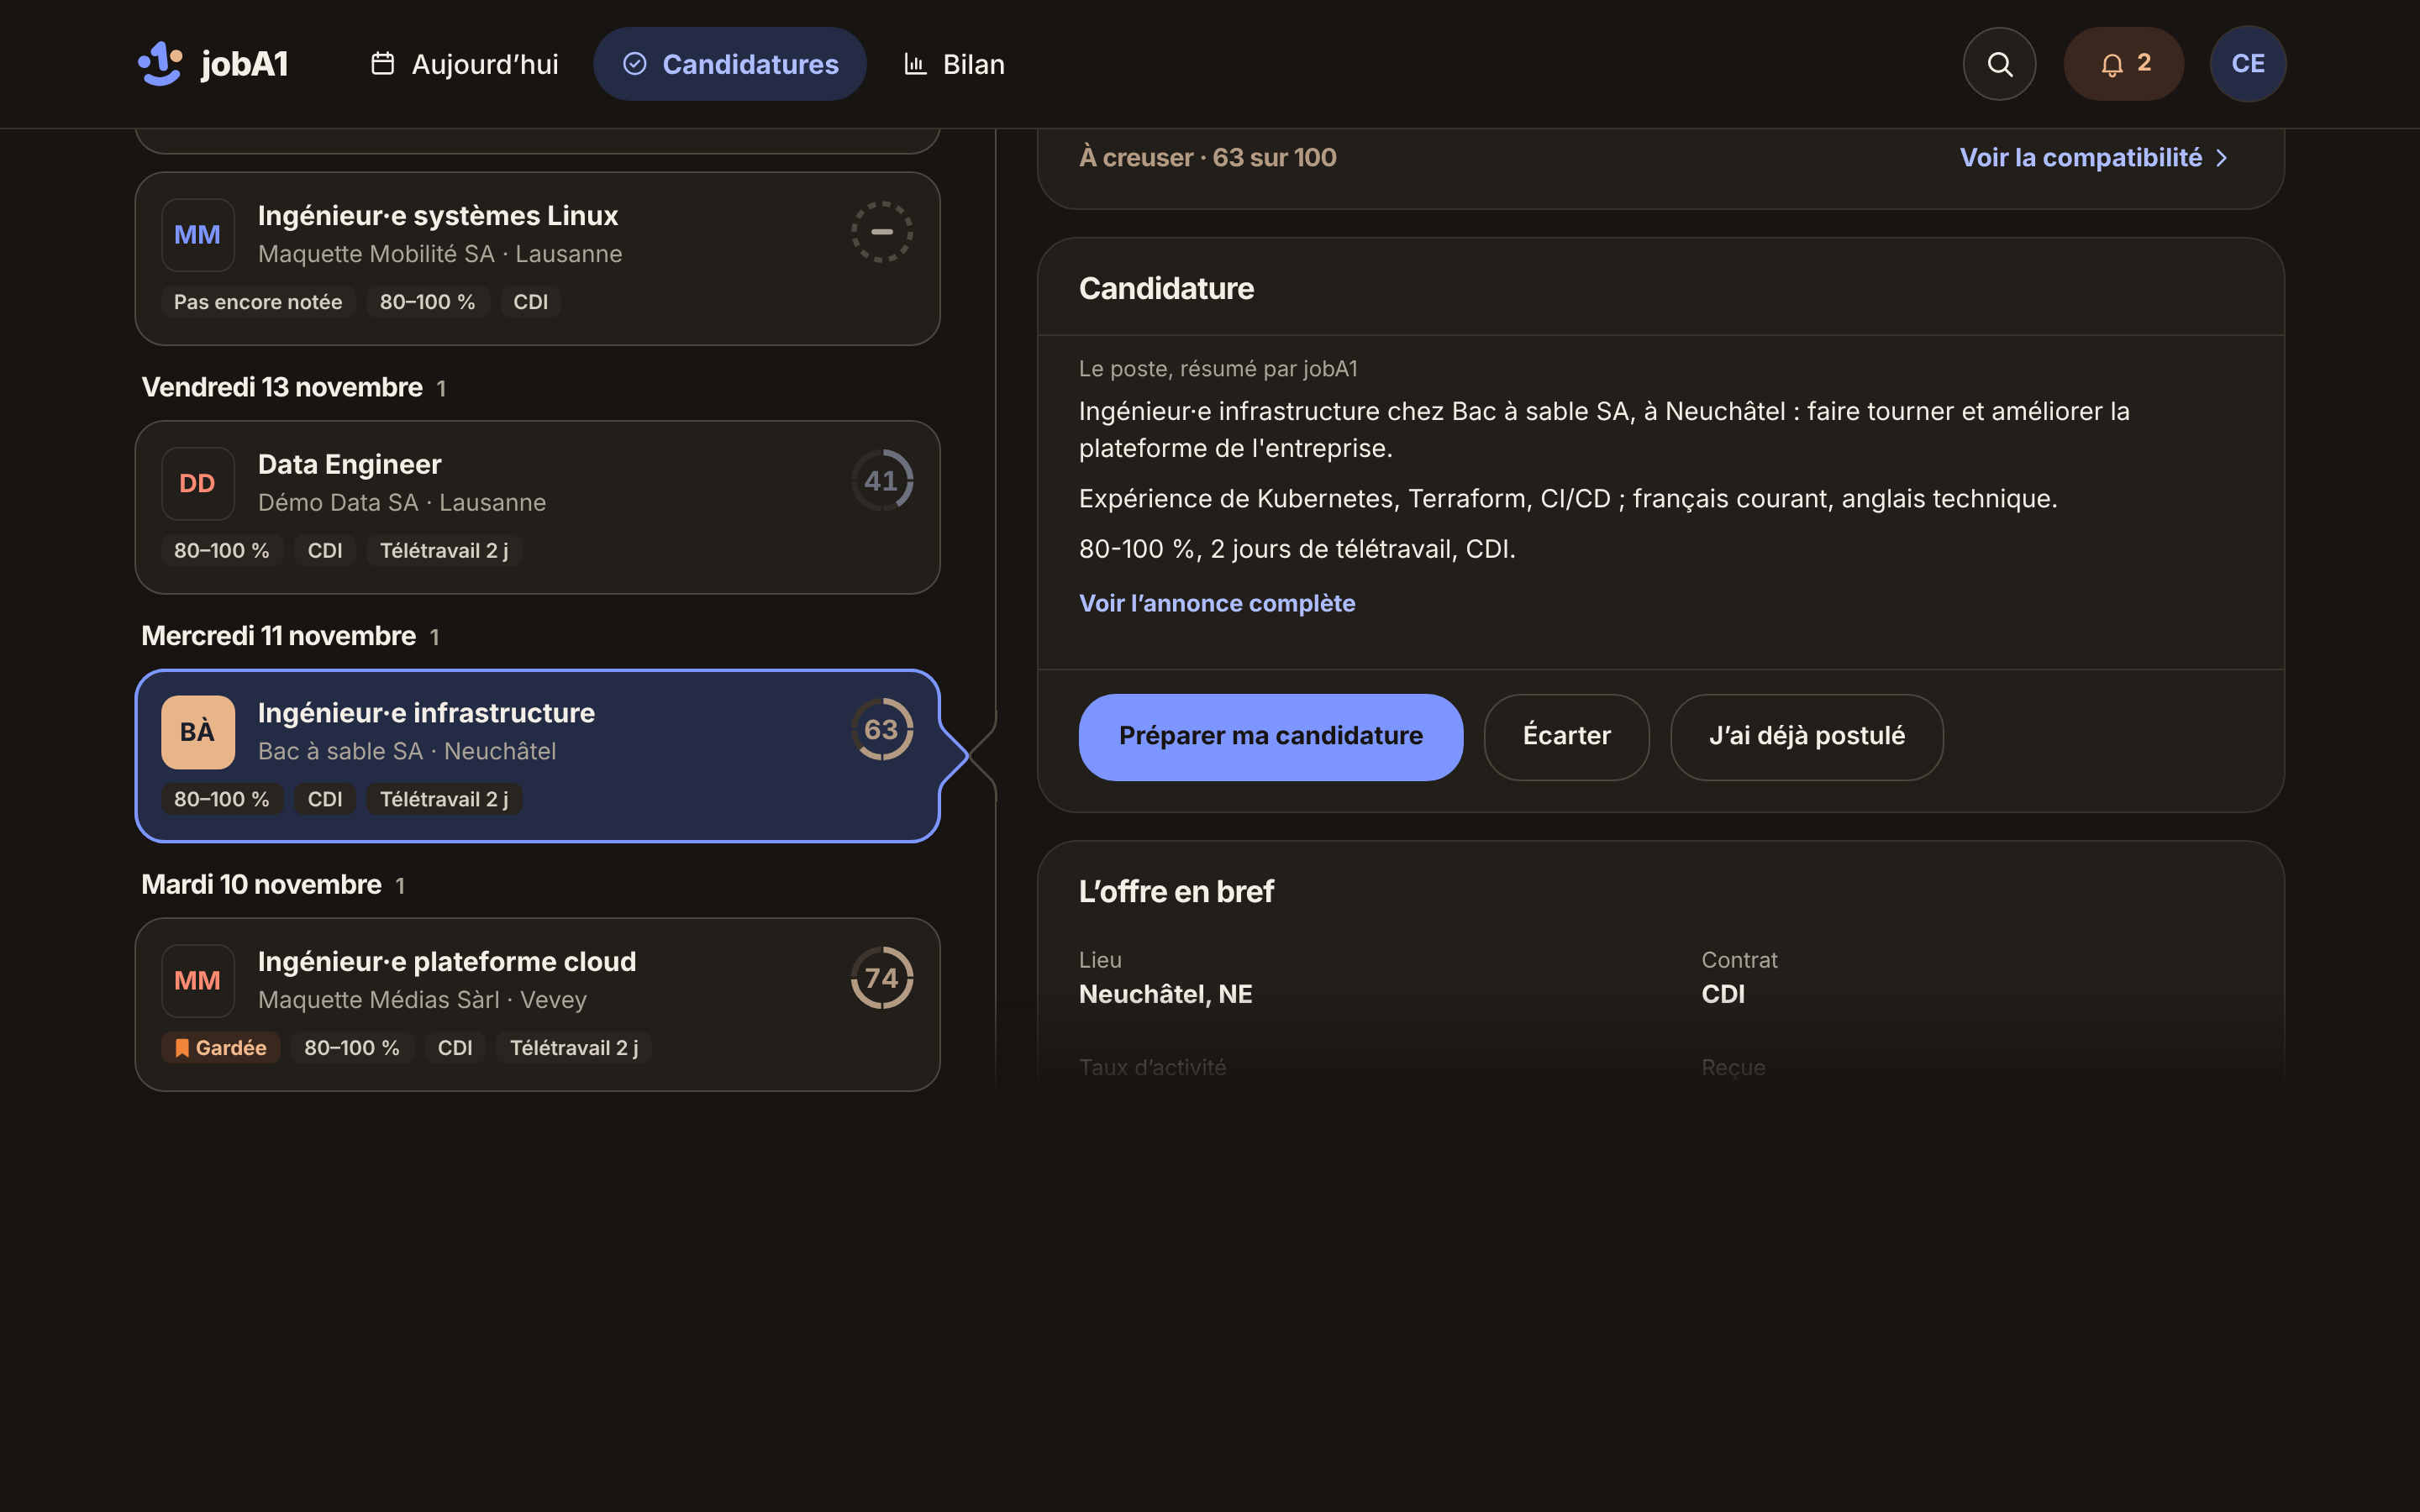 jobA1
Aujourd’hui
Candidatures
Bilan
2
CE
MM
Ingénieur·e systèmes Linux
Maquette Mobilité SA · Lausanne
Pas encore notée
80–100 %
CDI
Vendredi 13 novembre 1
DD
Data Engineer
Démo Data SA · Lausanne
41
80–100 %
CDI
Télétravail 2 j
Mercredi 11 novembre 1
BÀ
Ingénieur·e infrastructure
Bac à sable SA · Neuchâtel
63
80–100 %
CDI
Télétravail 2 j
Mardi 10 novembre 1
MM
Ingénieur·e plateforme cloud
Maquette Médias Sàrl · Vevey
74
Gardée
80–100 %
CDI
Télétravail 2 j
À creuser · 63 sur 100
Voir la compatibilité
Candidature
Le poste, résumé par jobA1
Ingénieur·e infrastructure chez Bac à sable SA, à Neuchâtel : faire tourner et améliorer la
plateforme de l'entreprise.
Expérience de Kubernetes, Terraform, CI/CD ; français courant, anglais technique.
80-100 %, 2 jours de télétravail, CDI.
Voir l’annonce complète
Préparer ma candidature
Écarter
J’ai déjà postulé
L’offre en bref
Lieu
Neuchâtel, NE
Contrat
CDI
Taux d’activité
Reçue